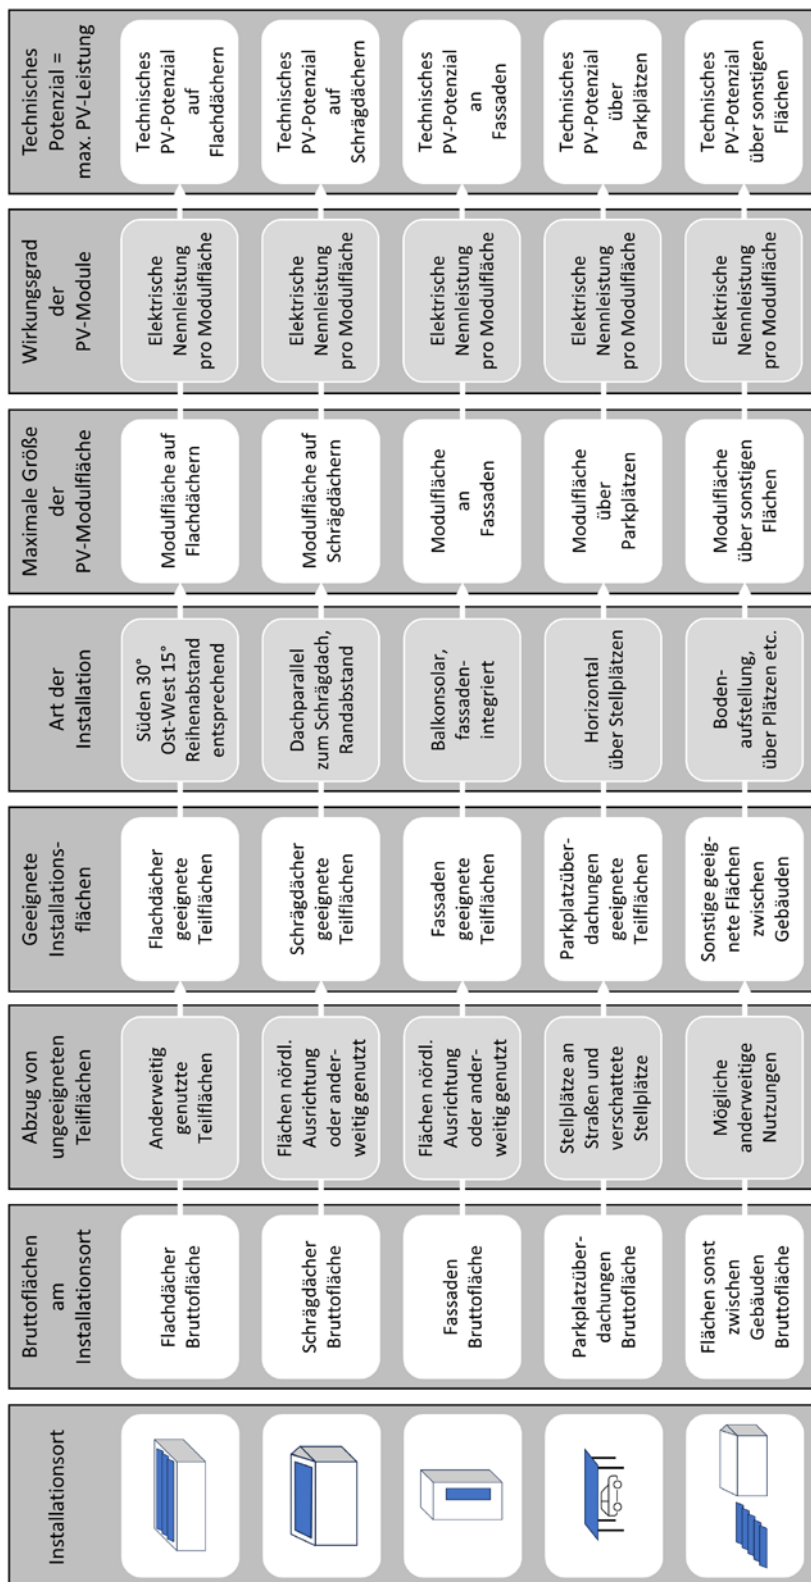 Installationsort
Bruttoflächen
am
Installationsort
Abzug von
ungeeigneten
Teilflächen
Geeignete
Installations-
flächen
Art der
Installation
Maximale Größe
der
PV-Modulfläche
Wirkungsgrad
der
PV-Module
Technisches
Potenzial =
max. PV-Leistung
Flachdächer
Bruttofläche
Anderweitig
genutzte
Teilflächen
Flachdächer
geeignete
Teilflächen
Süden 30°
Ost-West 15°
Reihenabstand
entsprechend
Modulfläche auf
Flachdächern
Elektrische
Nennleistung
pro Modulfläche
Technisches
PV-Potenzial
auf
Flachdächern
Schrägdächer
Bruttofläche
Flächen nördl.
Ausrichtung
oder ander-
weitig genutzt
Schrägdächer
geeignete
Teilflächen
Dachparallel
zum Schrägdach,
Randabstand
Modulfläche auf
Schrägdächern
Elektrische
Nennleistung
pro Modulfläche
Technisches
PV-Potenzial
auf
Schrägdächern
Fassaden
Bruttofläche
Flächen nördl.
Ausrichtung
oder ander-
weitig genutzt
Fassaden
geeignete
Teilflächen
Balkonsolar,
fassaden-
integriert
Modulfläche
an
Fassaden
Elektrische
Nennleistung
pro Modulfläche
Technisches
PV-Potenzial
an
Fassaden
Parkplatzüber-
dachungen
Bruttofläche
Stellplätze an
Straßen und
verschattete
Stellplätze
Parkplatzüber-
dachungen
geeignete
Teilflächen
Horizontal
über Stellplätzen
Modulfläche
über
Parkplätzen
Elektrische
Nennleistung
pro Modulfläche
Technisches
PV-Potenzial
über
Parkplätzen
Flächen sonst
zwischen
Gebäuden
Bruttofläche
Mögliche
anderweitige
Nutzungen
Sonstige geeig-
nete Flächen
zwischen
Gebäuden
Boden-
aufstellung,
über Plätzen etc.
Modulfläche
über sonstigen
Flächen
Elektrische
Nennleistung
pro Modulfläche
Technisches
PV-Potenzial
über sonstigen
Flächen